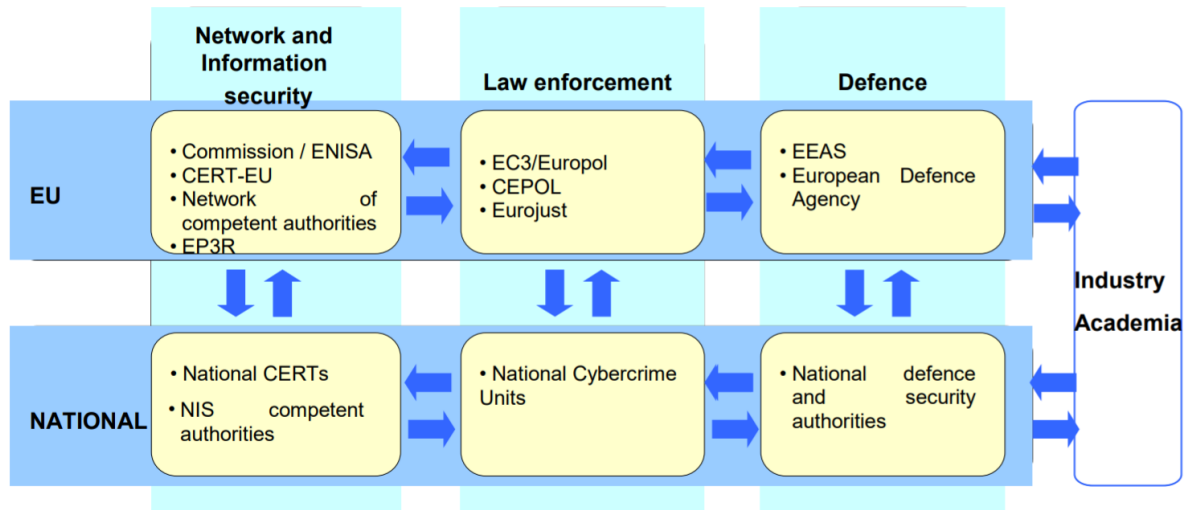 Network and
Information
security
Law enforcement
Defence
EU
• Commission / ENISA
• CERT-EU
• Network of
competent authorities
• EP3R
• EC3/Europol
• CEPOL
• Eurojust
• EEAS
• European Defence
Agency
Industry
Academia
NATIONAL
• National CERTs
• NIS competent
authorities
• National Cybercrime
Units
• National defence
and security
authorities